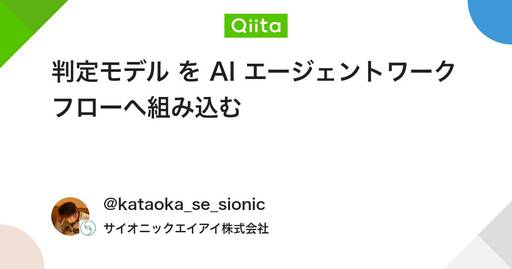 Qiita
判定モデル を AI エージェントワーク
フローへ組み込む
@kataoka_se_sionic
サイオニックエイアイ株式会社